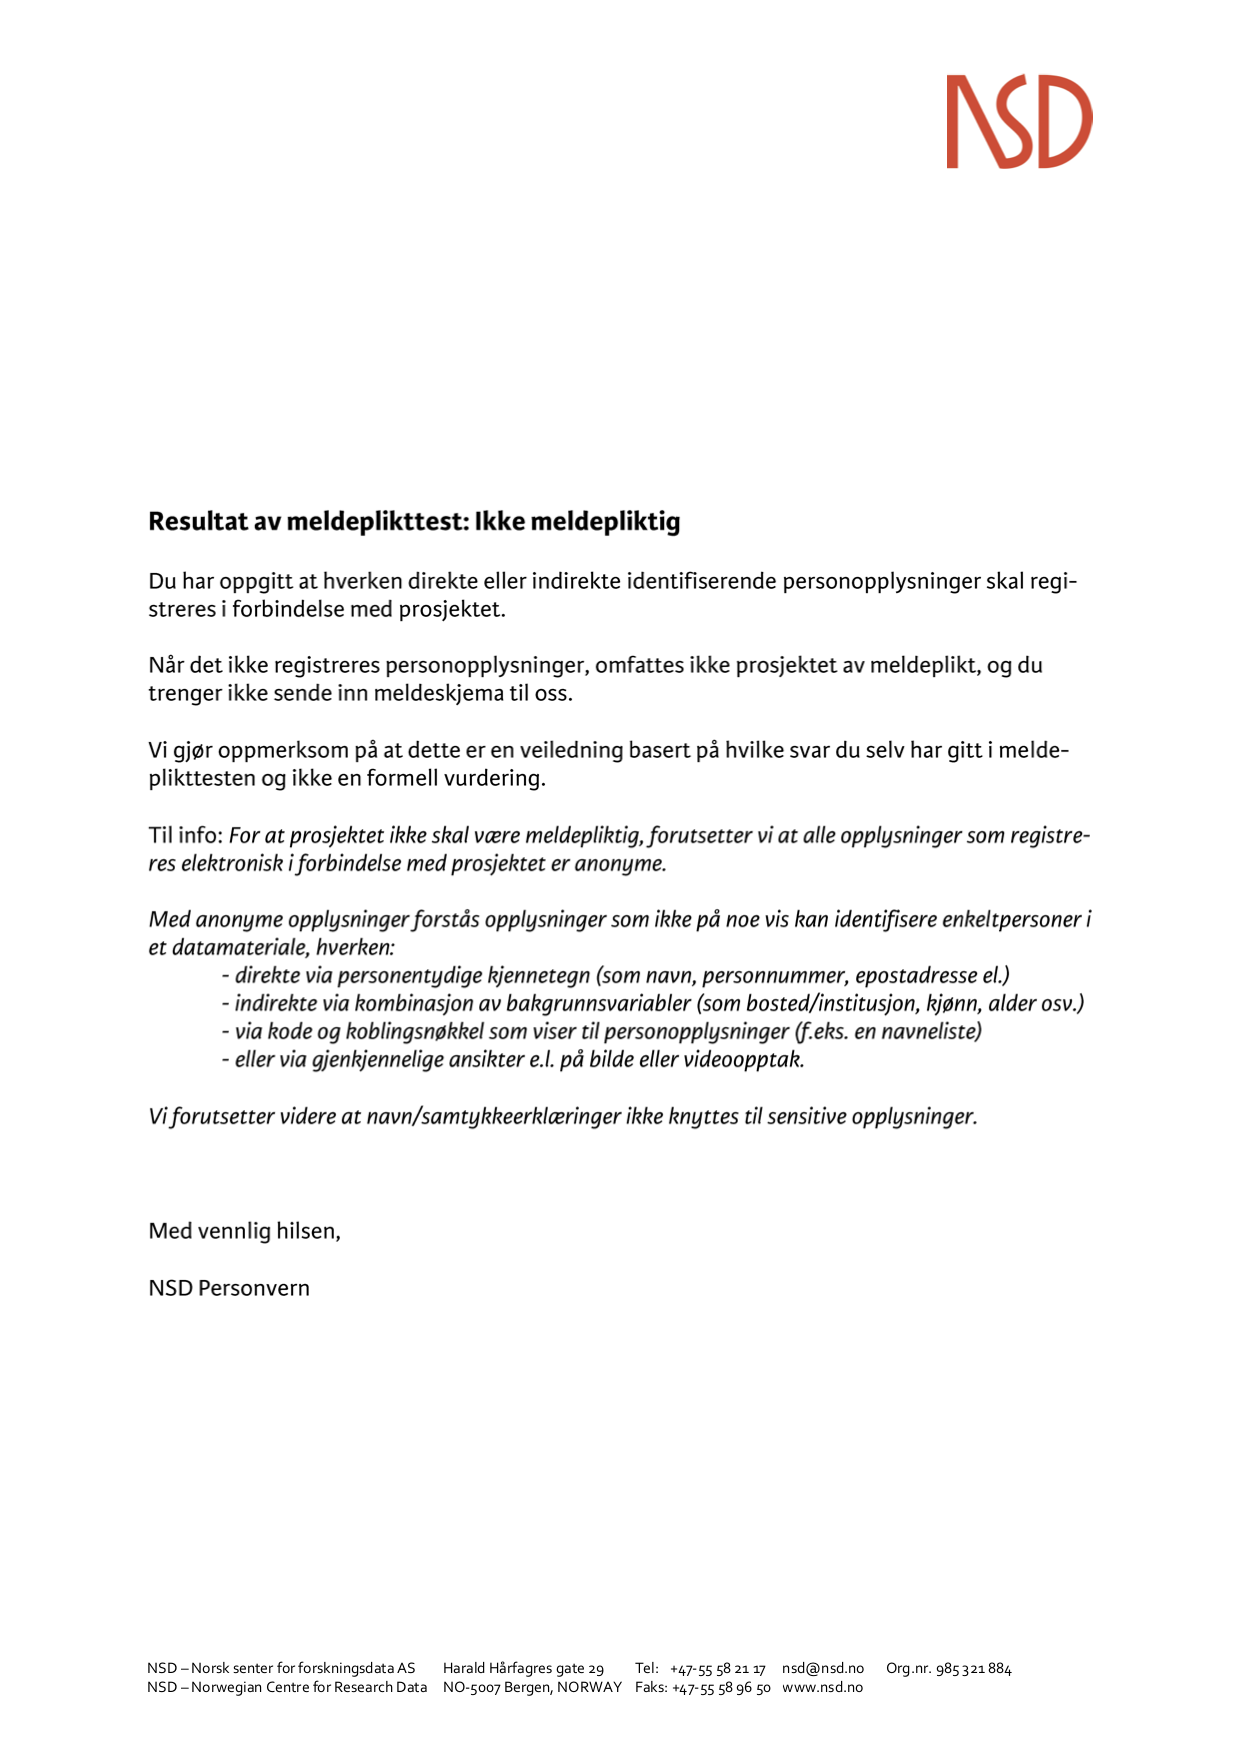 NSD
Resultat av meldeplikttest: Ikke meldepliktig
Du har oppgitt at hverken direkte eller indirekte identifiserende personopplysninger skal regi-
streres i forbindelse med prosjektet.
Når det ikke registreres personopplysninger, omfattes ikke prosjektet av meldeplikt, og du
trenger ikke sende inn meldeskjema til oss.
Vi gjør oppmerksom på at dette er en veiledning basert på hvilke svar du selv har gitt i melde-
plikttesten og ikke en formell vurdering.
Til info: For at prosjektet ikke skal være meldepliktig, forutsetter vi at alle opplysninger som registre-
res elektronisk i forbindelse med prosjektet er anonyme.
Med anonyme opplysninger forstås opplysninger som ikke på noe vis kan identifisere enkeltpersoner i
et datamateriale, hverken:
- direkte via personentydige kjennetegn (som navn, personnummer, epostadresse el.)
- indirekte via kombinasjon av bakgrunnsvariabler (som bosted/institusjon, kjønn, alder osv.)
- via kode og koblingsnøkkel som viser til personopplysninger (f.eks. en navneliste)
- eller via gjenkjennelige ansikter e.l. på bilde eller videoopptak.
Vi forutsetter videre at navn/samtykkeerklæringer ikke knyttes til sensitive opplysninger.
Med vennlig hilsen,
NSD Personvern
NSD – Norsk senter for forskningsdata AS Harald Hårfagres gate 29 Tel: +47-55 58 21 17 nsd@nsd.no Org.nr. 985 321 884
NSD – Norwegian Centre for Research Data NO-5007 Bergen, NORWAY Faks: +47-55 58 96 50 www.nsd.no